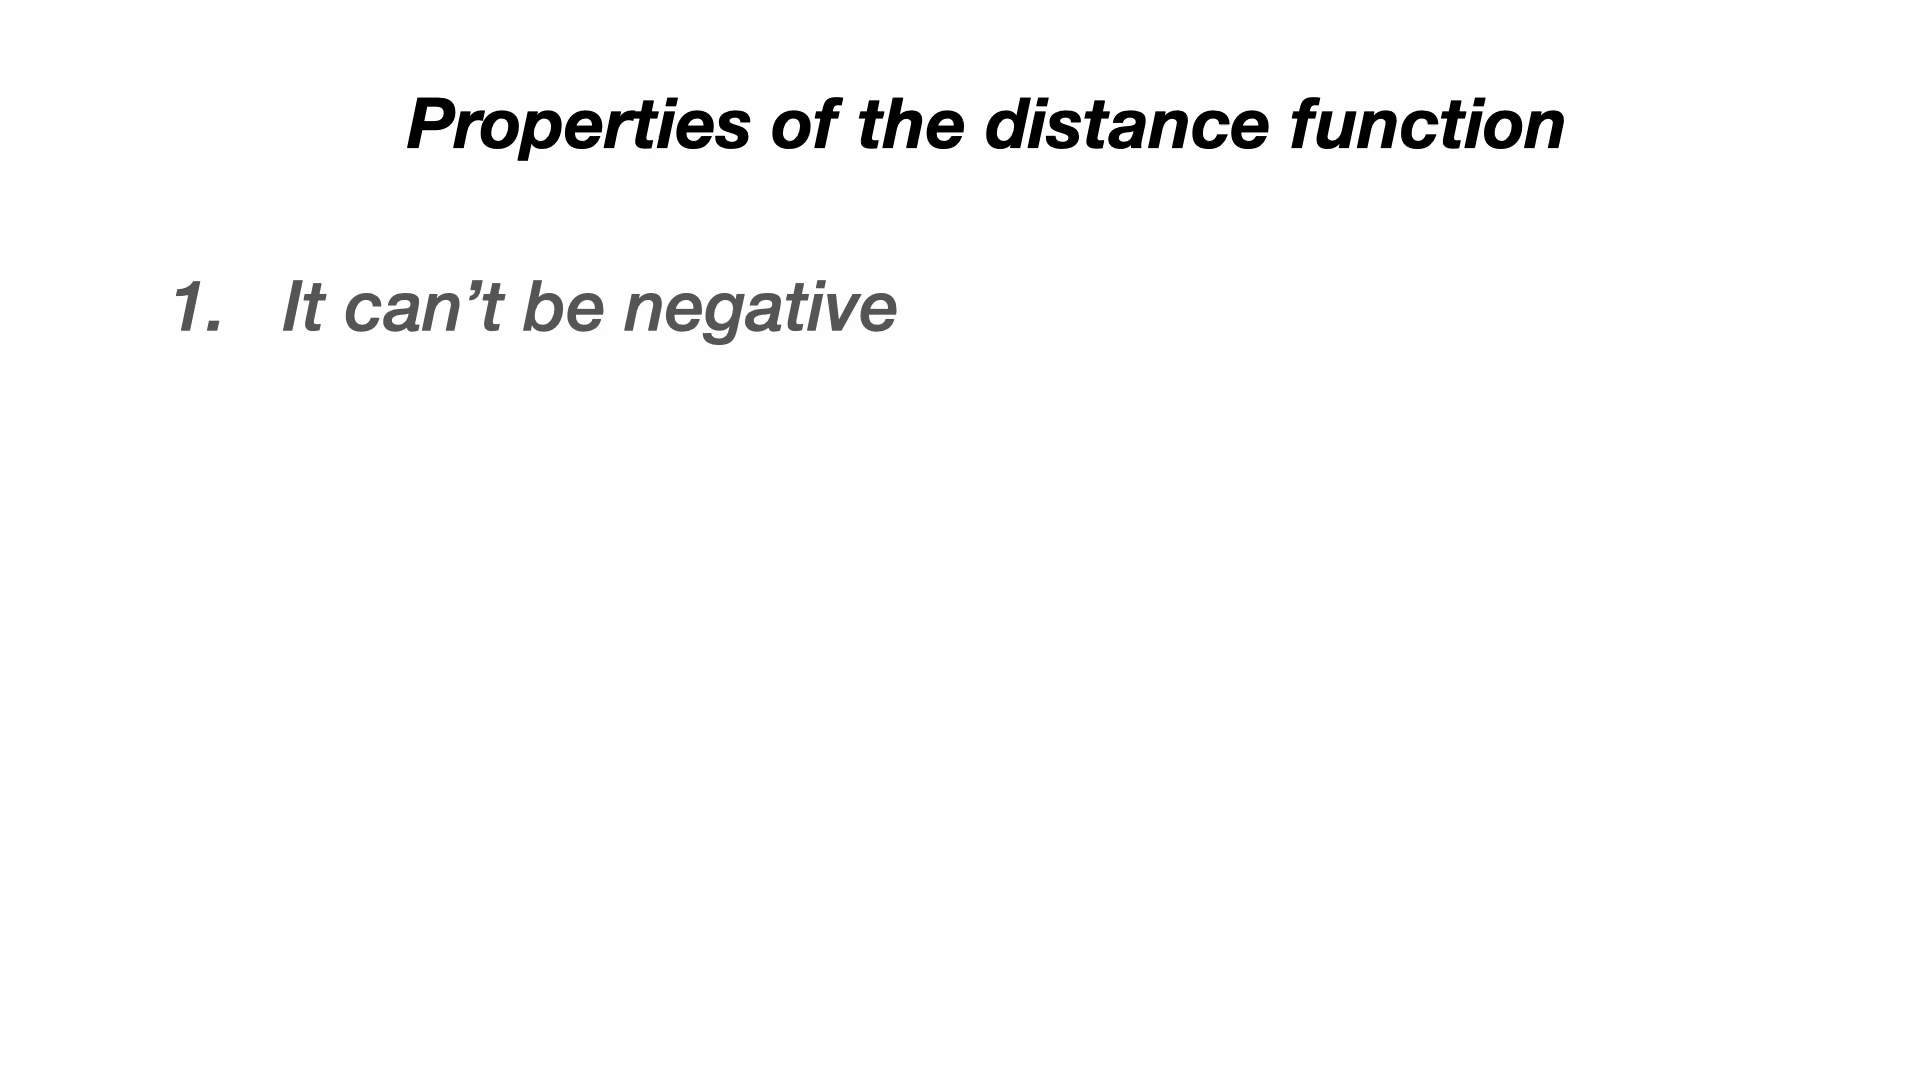 Properties of the distance function
1. It can’t be negative